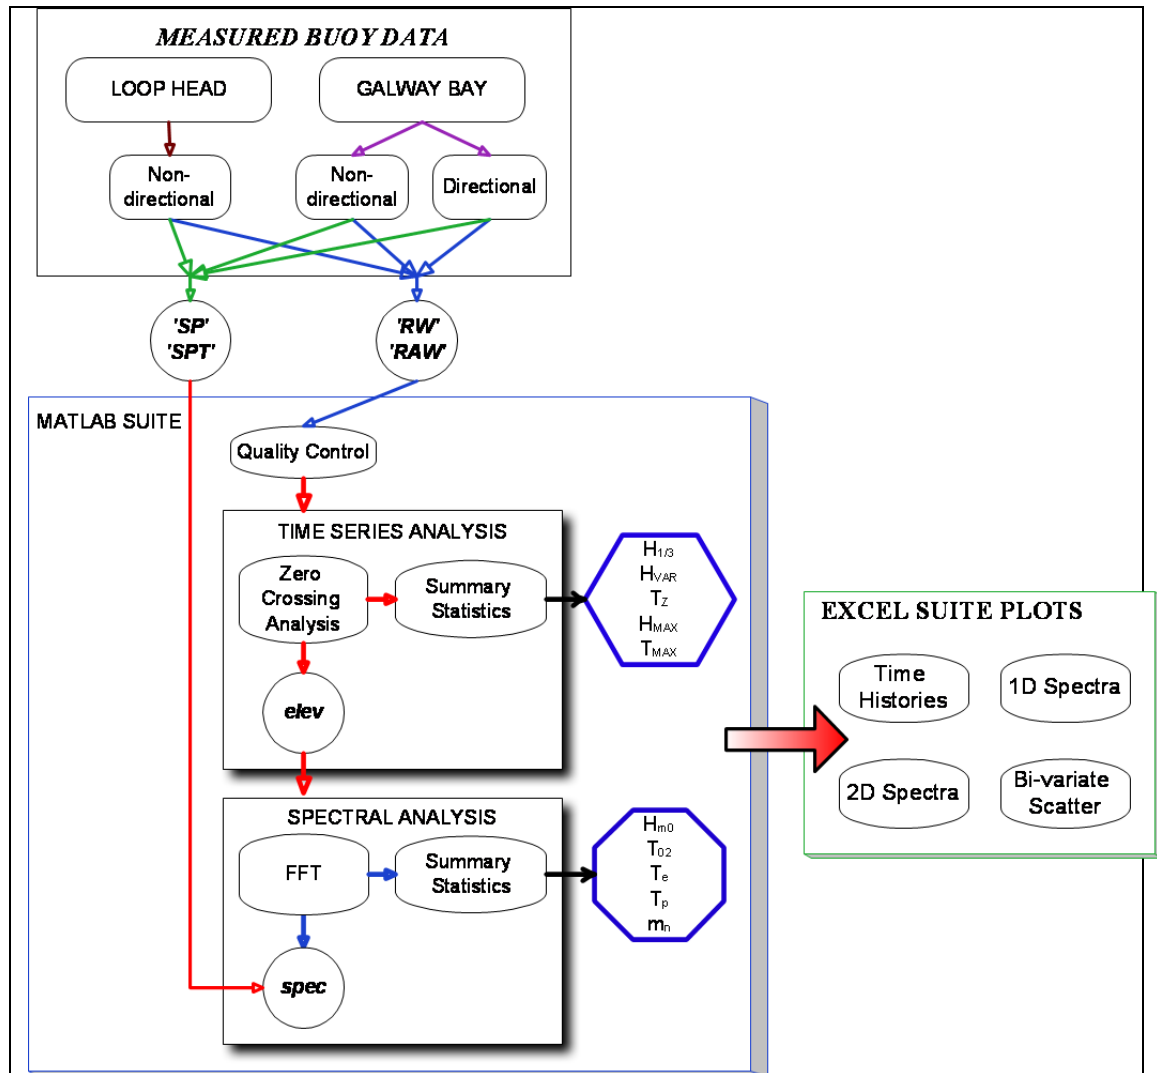 MEASURED BUOY DATA
LOOP HEAD
GALWAY BAY
Non-
directional
Non-
directional
Directional
'SP'
'SPT'
'RW'
'RAW'
MATLAB SUITE
Quality Control
TIME SERIES ANALYSIS
Zero
Crossing
Analysis
Summary
Statistics
H1/3
HVAR
TZ
HMAX
TMAX
elev
SPECTRAL ANALYSIS
FFT
Summary
Statistics
Hm0
T02
Te
Tp
mn
spec
EXCEL SUITE PLOTS
Time
Histories
1D Spectra
2D Spectra
Bi-variate
Scatter